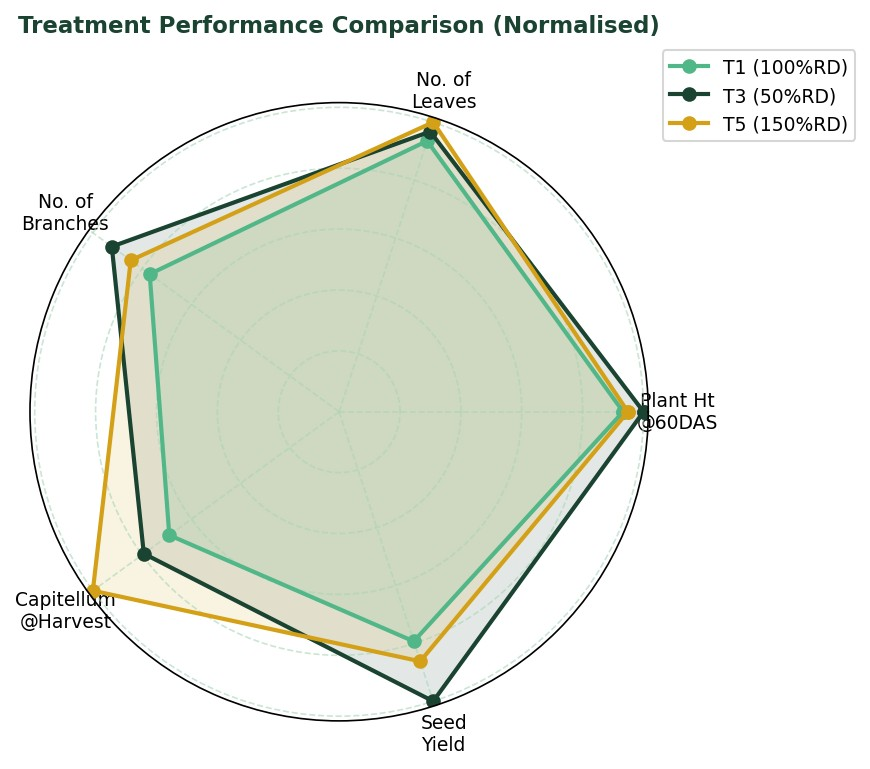 Treatment Performance Comparison (Normalised)
T1 (100%RD)
T3 (50%RD)
T5 (150%RD)
No. of
Leaves
No. of
Branches
Plant Ht
@60DAS
Capitellum
@Harvest
Seed
Yield